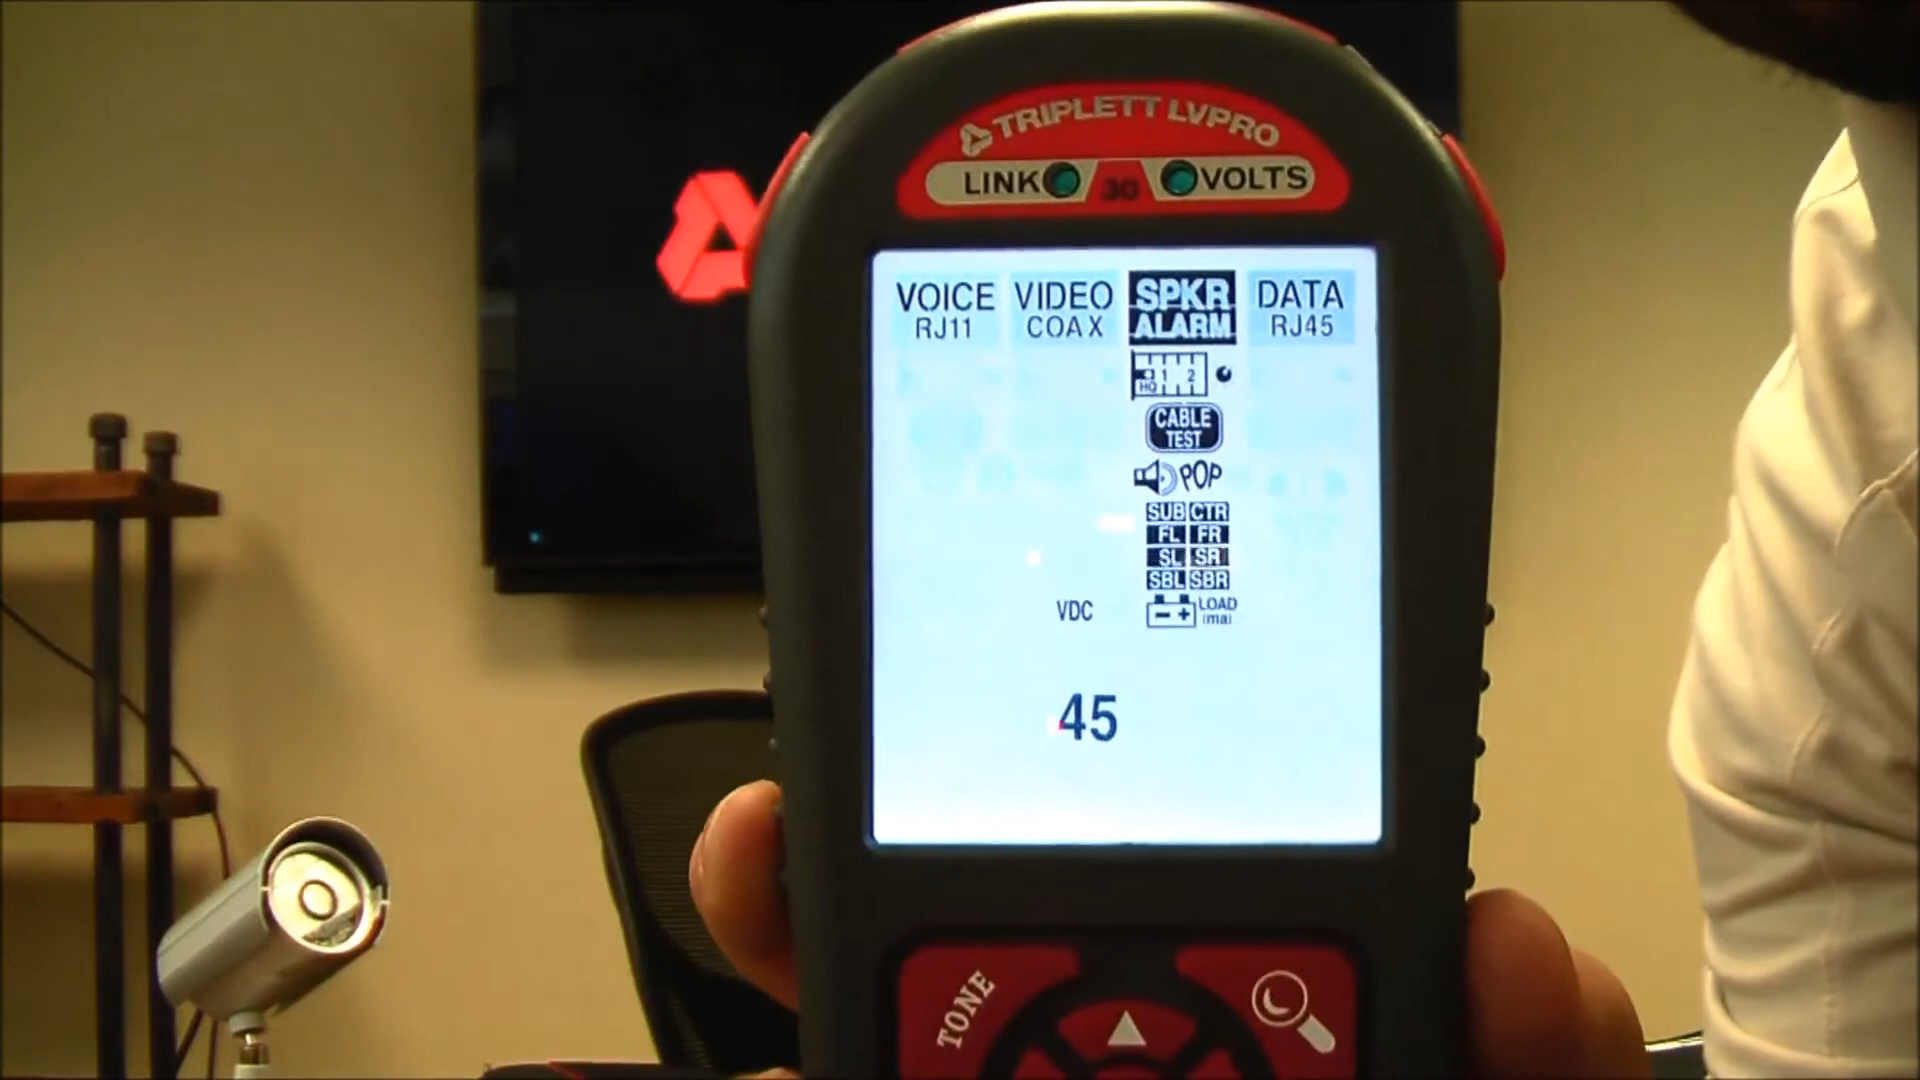 TRIPLETT LVPRO
LINK 30 VOLTS
VOICE VIDEO SPKR DATA
RJ11 COAX ALARM RJ45
1 2
HQ
CABLE
TEST
POP
SUB CTR
FL FR
SL SR
SBL SBR
VDC - + LOAD
(ma)
45
TONE